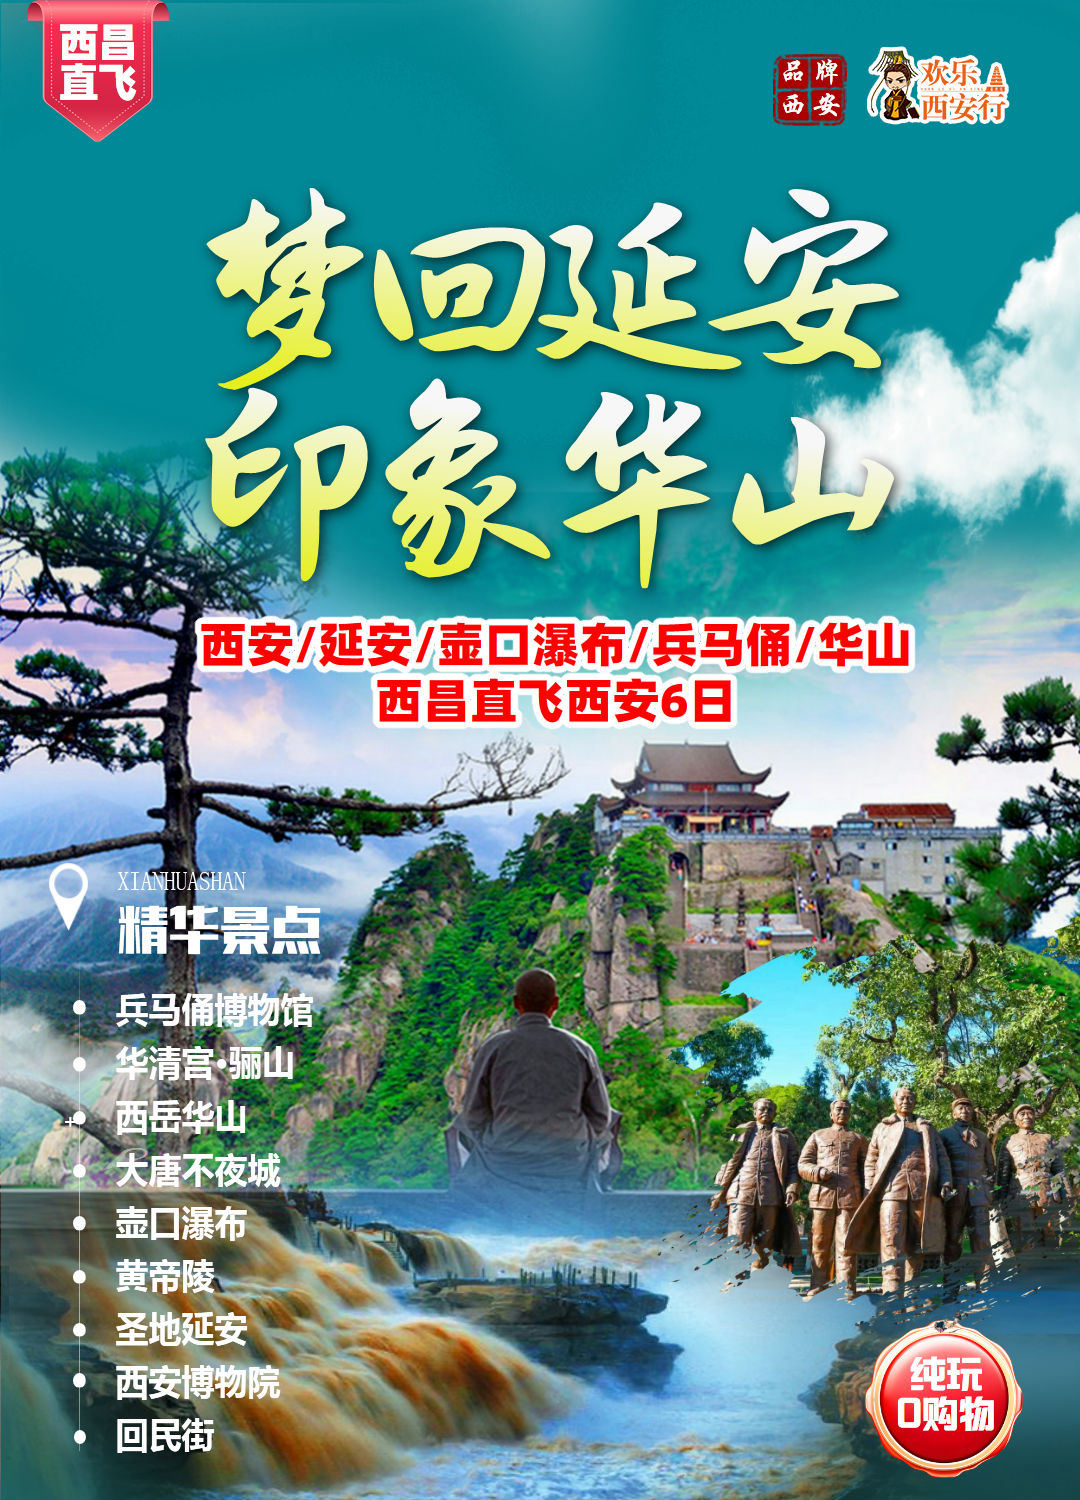 西昌
直飞
品牌
西安
欢乐
西安行
梦回延安
印象华山
西安/延安/壶口瀑布/兵马俑/华山
西昌直飞西安6日
XIANHUASHAN
精华景点
兵马俑博物馆
华清宫·骊山
西岳华山
大唐不夜城
壶口瀑布
黄帝陵
圣地延安
西安博物院
回民街
纯玩
0购物